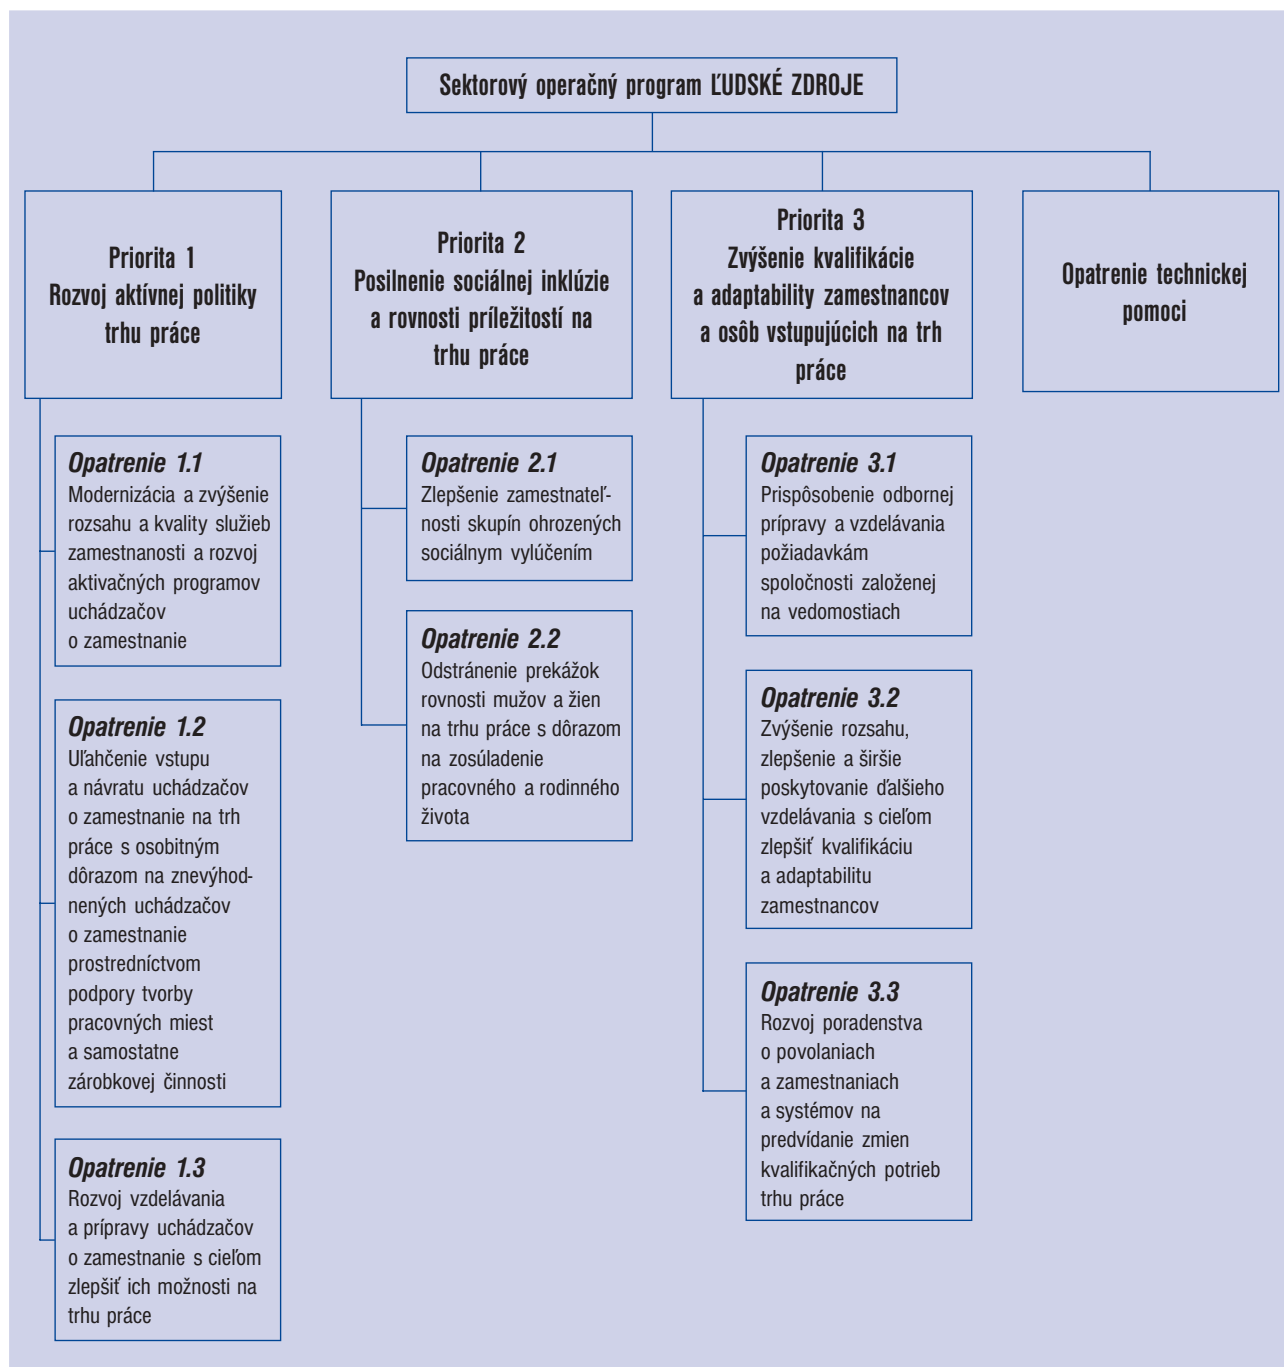 Sektorový operačný program ĽUDSKÉ ZDROJE
Priorita 1
Rozvoj aktívnej politiky
trhu práce
Opatrenie 1.1
Modernizácia a zvýšenie
rozsahu a kvality služieb
zamestnanosti a rozvoj
aktivačných programov
uchádzačov
o zamestnanie
Opatrenie 1.2
Uľahčenie vstupu
a návratu uchádzačov
o zamestnanie na trh
práce s osobitným
dôrazom na znevýhod-
nených uchádzačov
o zamestnanie
prostredníctvom
podpory tvorby
pracovných miest
a samostatne
zárobkovej činnosti
Opatrenie 1.3
Rozvoj vzdelávania
a prípravy uchádzačov
o zamestnanie s cieľom
zlepšiť ich možnosti na
trhu práce
Priorita 2
Posilnenie sociálnej inklúzie
a rovnosti príležitostí na
trhu práce
Opatrenie 2.1
Zlepšenie zamestnateľ-
nosti skupín ohrozených
sociálnym vylúčením
Opatrenie 2.2
Odstránenie prekážok
rovnosti mužov a žien
na trhu práce s dôrazom
na zosúladenie
pracovného a rodinného
života
Priorita 3
Zvýšenie kvalifikácie
a adaptability zamestnancov
a osôb vstupujúcich na trh
práce
Opatrenie 3.1
Prispôsobenie odbornej
prípravy a vzdelávania
požiadavkám
spoločnosti založenej
na vedomostiach
Opatrenie 3.2
Zvýšenie rozsahu,
zlepšenie a širšie
poskytovanie ďalšieho
vzdelávania s cieľom
zlepšiť kvalifikáciu
a adaptabilitu
zamestnancov
Opatrenie 3.3
Rozvoj poradenstva
o povolaniach
a zamestnaniach
a systémov na
predvídanie zmien
kvalifikačných potrieb
trhu práce
Opatrenie technickej
pomoci